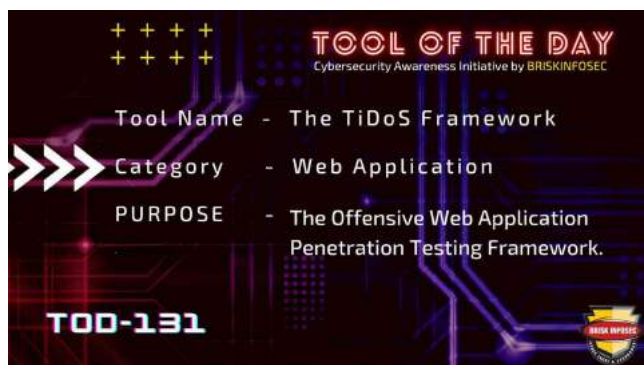 TOOL OF THE DAY
Cybersecurity Awareness Initiative by BRISKINFOSEC
Tool Name - The TiDoS Framework
Category - Web Application
PURPOSE - The Offensive Web Application
Penetration Testing Framework.
TOD-131
BRISK INFOSEC